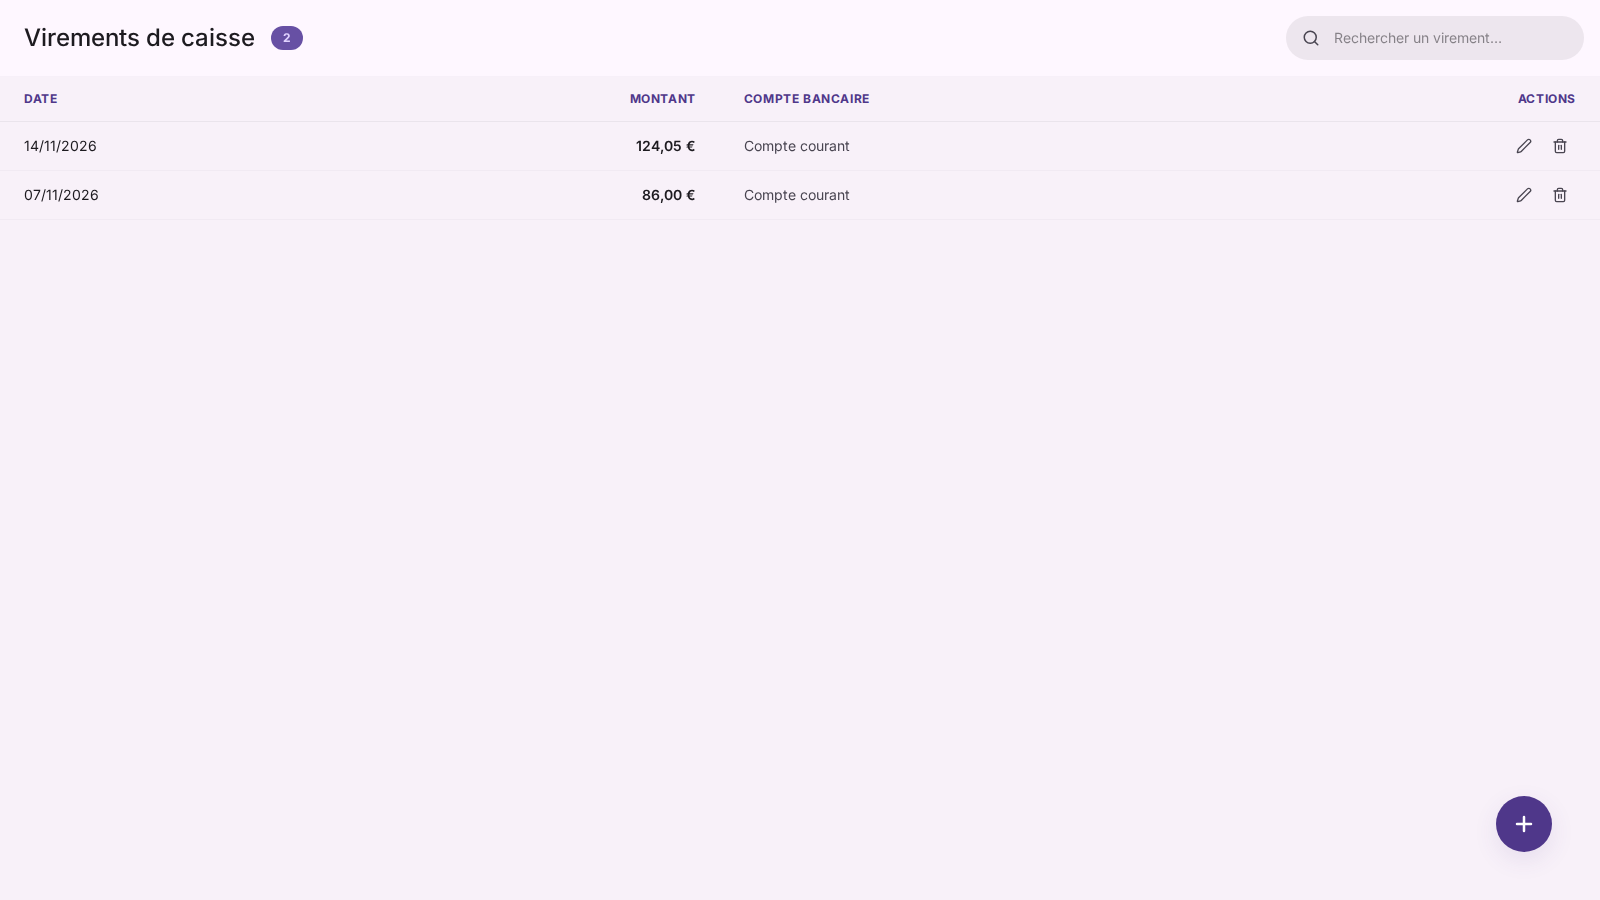 Virements de caisse 2
Rechercher un virement...
DATE MONTANT COMPTE BANCAIRE ACTIONS
14/11/2026 124,05 € Compte courant
07/11/2026 86,00 € Compte courant